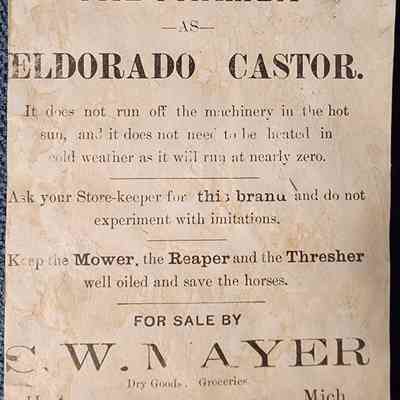 —AS—
ELDORADO CASTOR.
It does not run off the machinery in the hot
sun, and it does not need to be heated in
cold weather as it will run at nearly zero.
Ask your Store-keeper for this brand and do not
experiment with imitations.
Keep the Mower, the Reaper and the Thresher
well oiled and save the horses.
FOR SALE BY
S. W. MAYER
Dry Goods, Groceries
Mich.